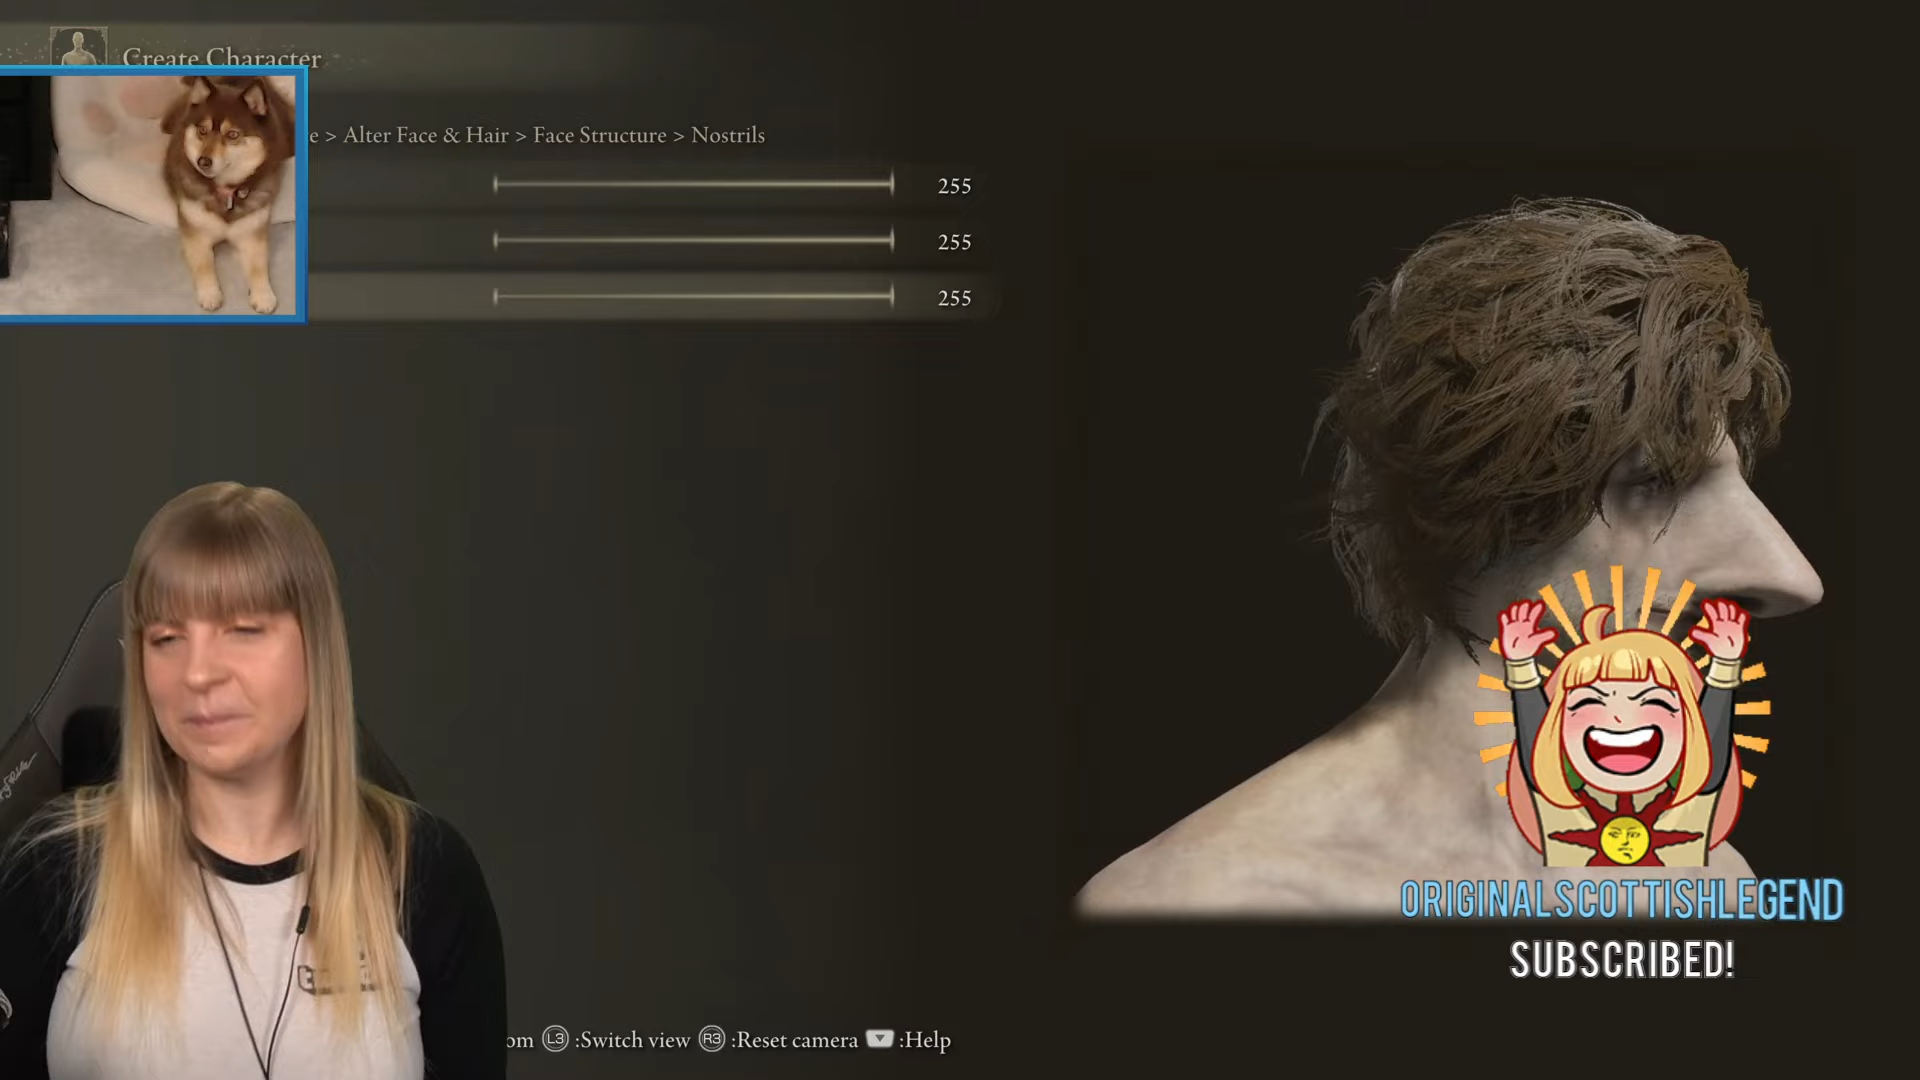 Create Character
e > Alter Face & Hair > Face Structure > Nostrils
255
255
255
ORIGINALSCOTTISHLEGEND
SUBSCRIBED!
om L3 :Switch view R3 :Reset camera :Help